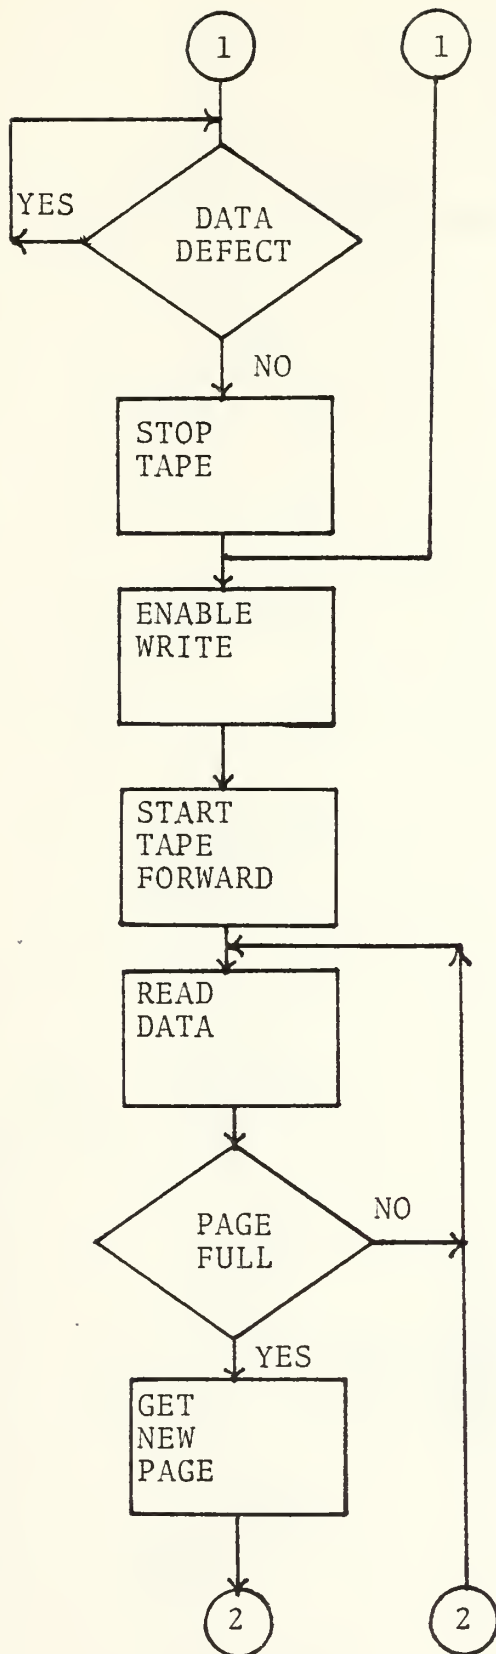 1
1
YES
DATA
DEFECT
NO
STOP
TAPE
ENABLE
WRITE
START
TAPE
FORWARD
READ
DATA
NO
PAGE
FULL
YES
GET
NEW
PAGE
2
2